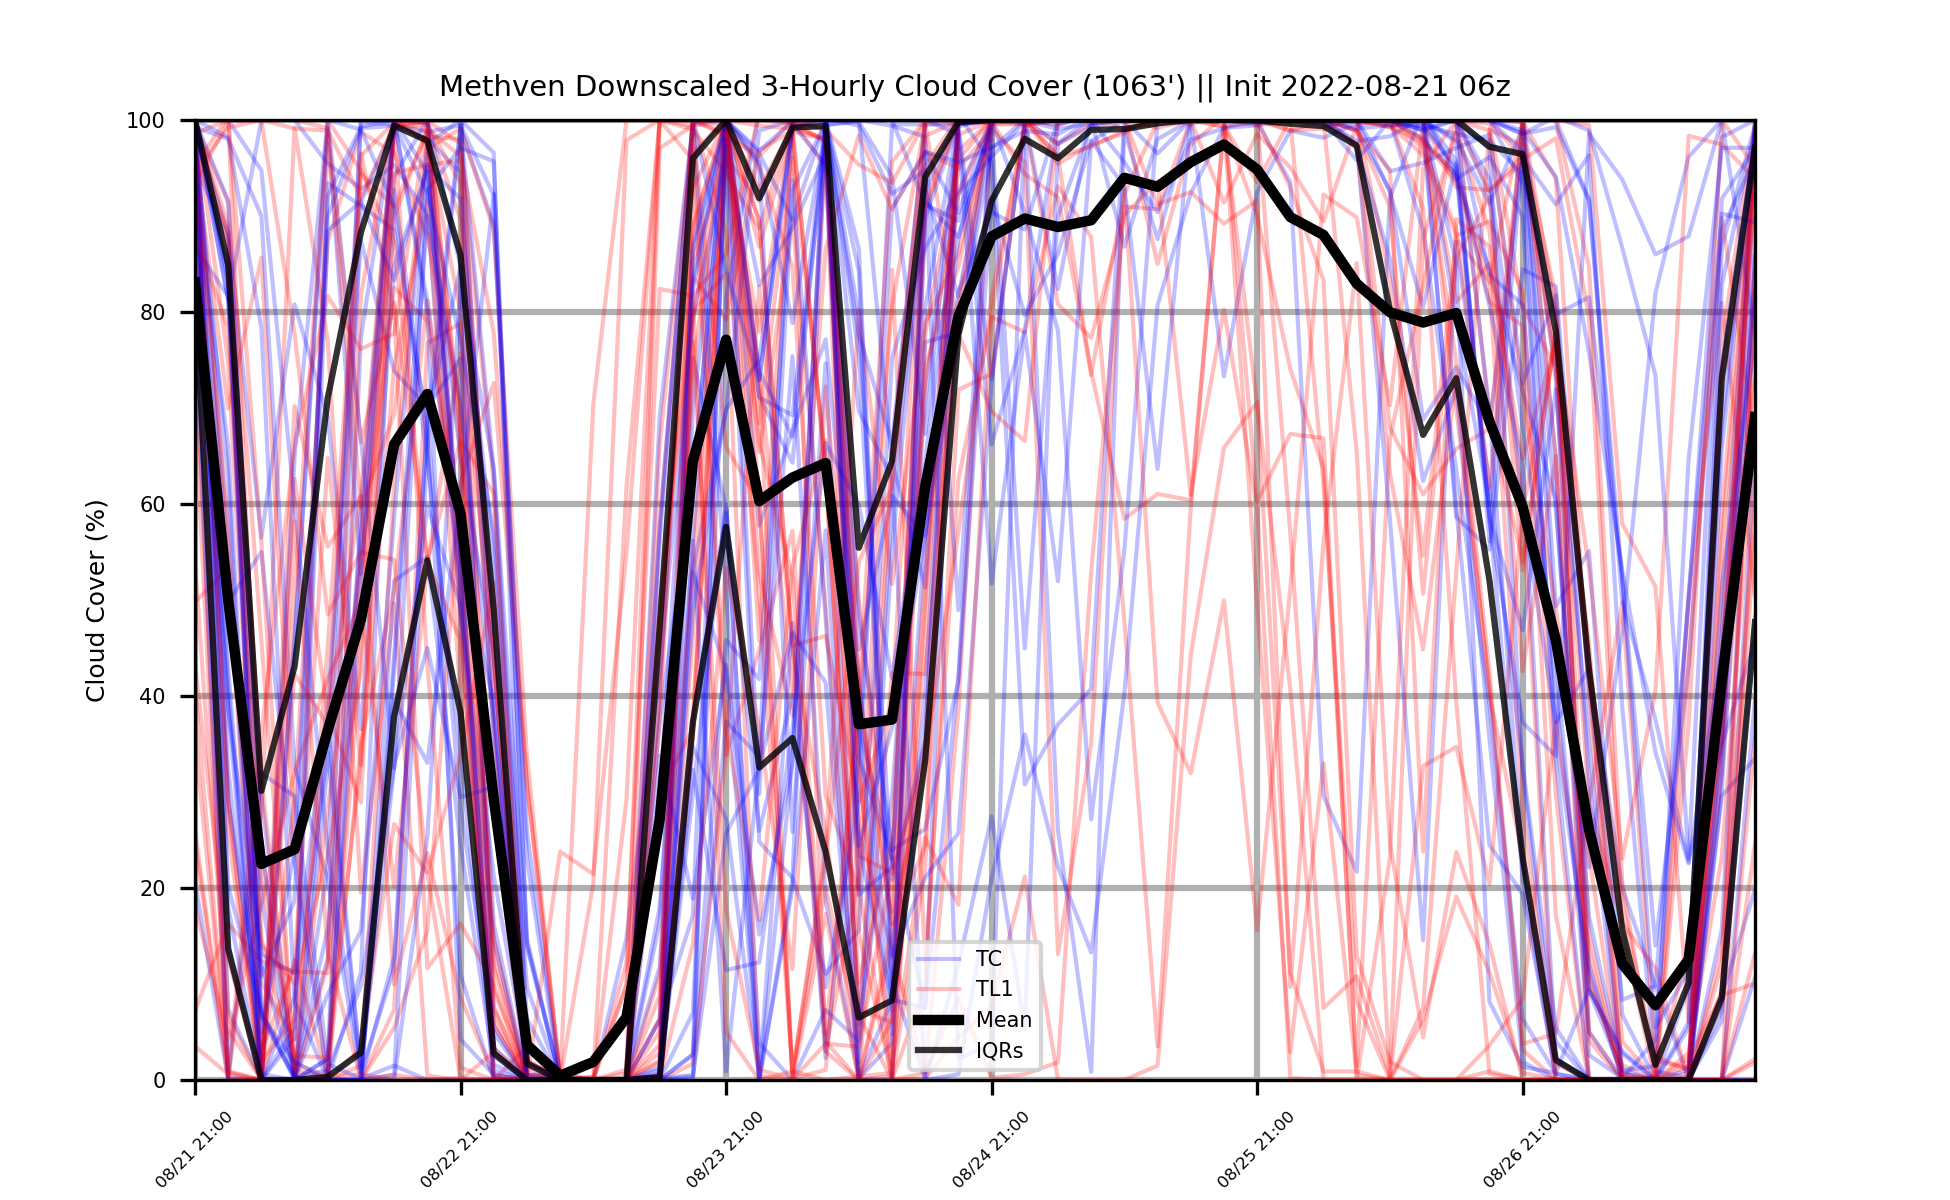 Methven Downscaled 3-Hourly Cloud Cover (1063') || Init 2022-08-21 06z
Cloud Cover (%)
100
80
60
40
20
0
TC
TL1
Mean
IQRs
08/21 21:00
08/22 21:00
08/23 21:00
08/24 21:00
08/25 21:00
08/26 21:00